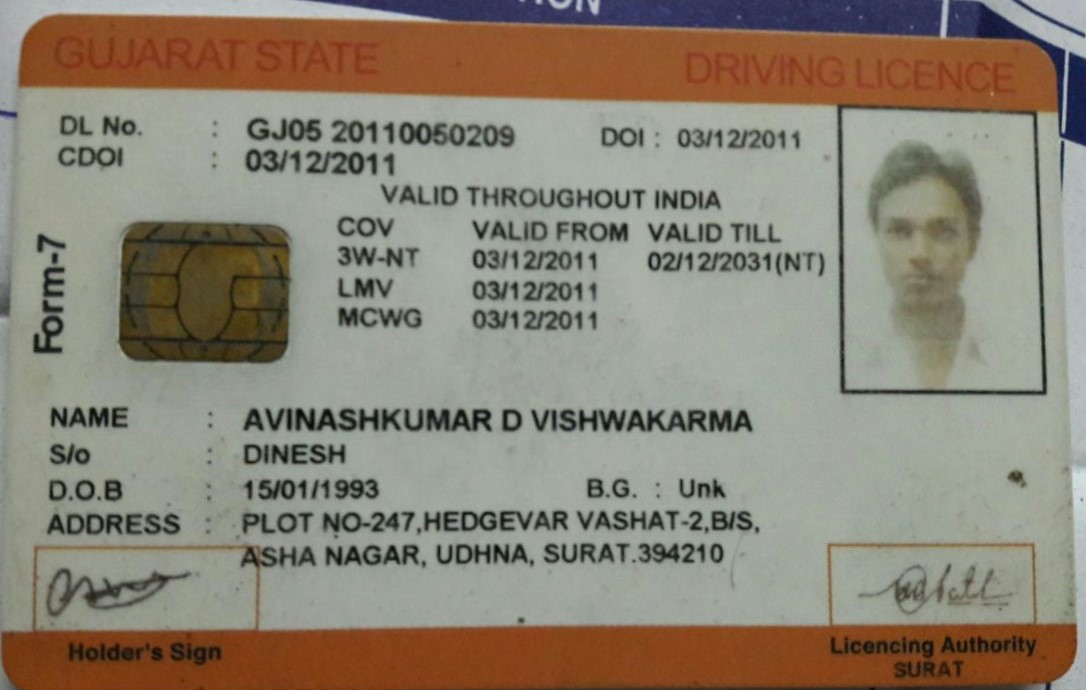 TION
GUJARAT STATE DRIVING LICENCE
DL No. : GJ05 20110050209 DOI : 03/12/2011
CDOI : 03/12/2011
VALID THROUGHOUT INDIA
COV VALID FROM VALID TILL
3W-NT 03/12/2011 02/12/2031(NT)
LMV 03/12/2011
MCWG 03/12/2011
Form-7
NAME : AVINASHKUMAR D VISHWAKARMA
S/o : DINESH
D.O.B : 15/01/1993 B.G. : Unk
ADDRESS : PLOT NO-247,HEDGEVAR VASHAT-2,B/S,
ASHA NAGAR, UDHNA, SURAT.394210
Holder's Sign Licencing Authority
SURAT